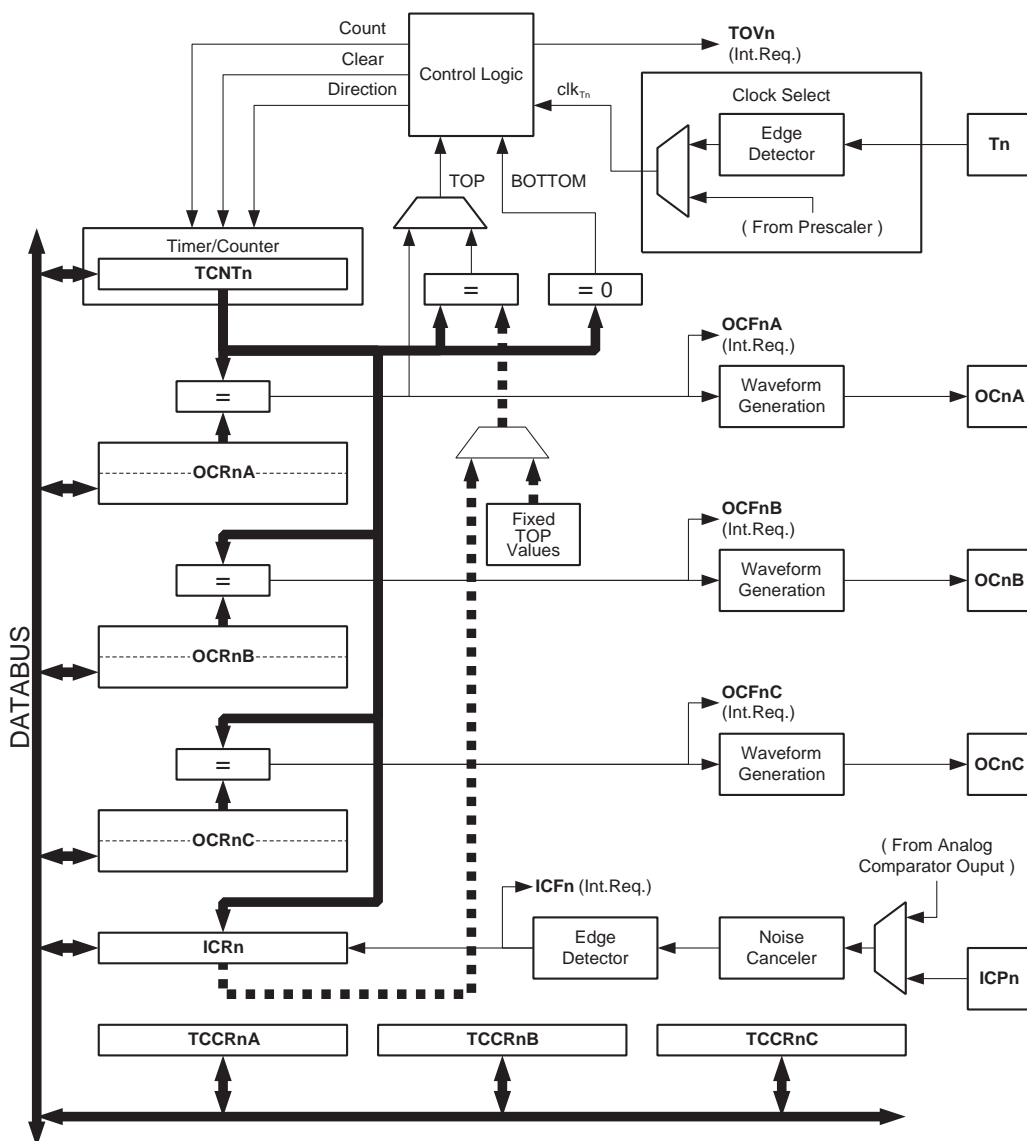 Count
Clear
Direction
Control Logic
TOVn
(Int.Req.)
clkTn
Clock Select
Edge
Detector
Tn
( From Prescaler )
TOP
BOTTOM
Timer/Counter
TCNTn
=
= 0
OCFnA
(Int.Req.)
=
Waveform
Generation
OCnA
OCRnA
Fixed
TOP
Values
OCFnB
(Int.Req.)
=
Waveform
Generation
OCnB
OCRnB
DATABUS
OCFnC
(Int.Req.)
=
Waveform
Generation
OCnC
OCRnC
( From Analog
Comparator Ouput )
ICFn (Int.Req.)
ICRn
Edge
Detector
Noise
Canceler
ICPn
TCCRnA
TCCRnB
TCCRnC